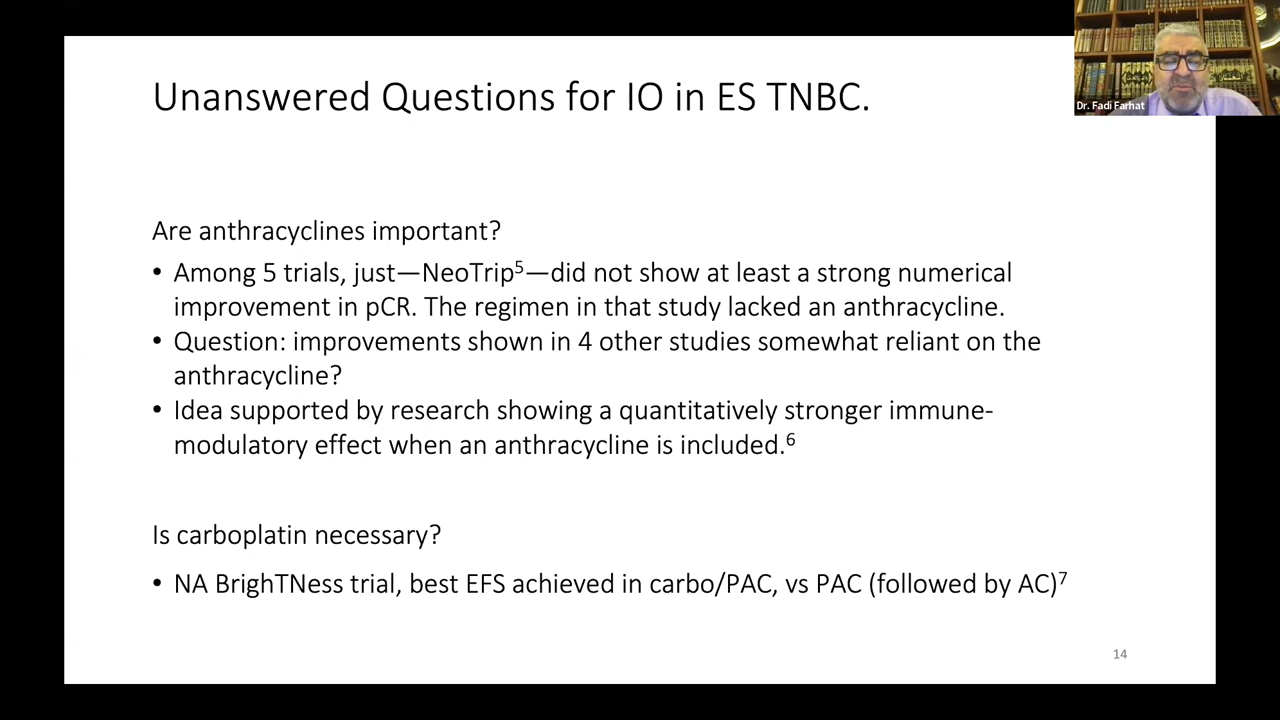 Unanswered Questions for IO in ES TNBC.
Dr. Fadi Farhat
Are anthracyclines important?
• Among 5 trials, just—NeoTrip⁵—did not show at least a strong numerical
improvement in pCR. The regimen in that study lacked an anthracycline.
• Question: improvements shown in 4 other studies somewhat reliant on the
anthracycline?
• Idea supported by research showing a quantitatively stronger immune-
modulatory effect when an anthracycline is included.⁶
Is carboplatin necessary?
• NA BrighTNess trial, best EFS achieved in carbo/PAC, vs PAC (followed by AC)⁷
14